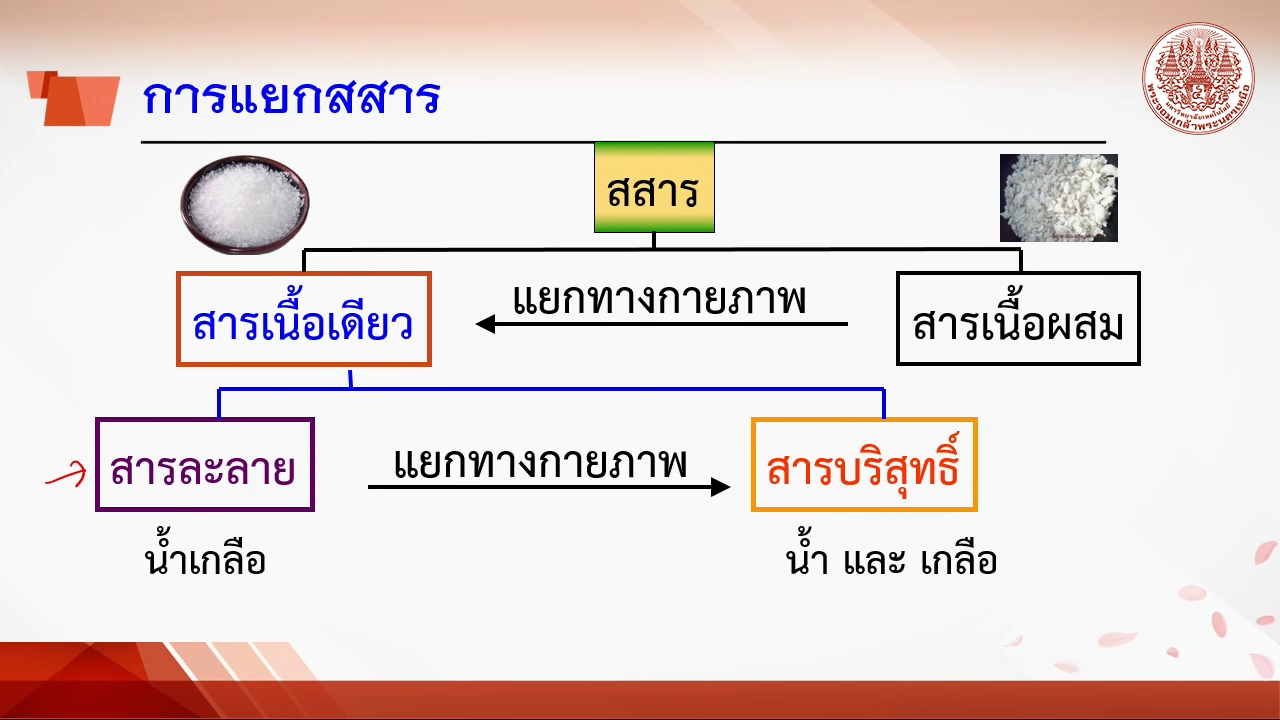 การแยกสสาร
สสาร
สารเนื้อเดียว
แยกทางกายภาพ
สารเนื้อผสม
สารละลาย
แยกทางกายภาพ
สารบริสุทธิ์
น้ำเกลือ
น้ำ และ เกลือ